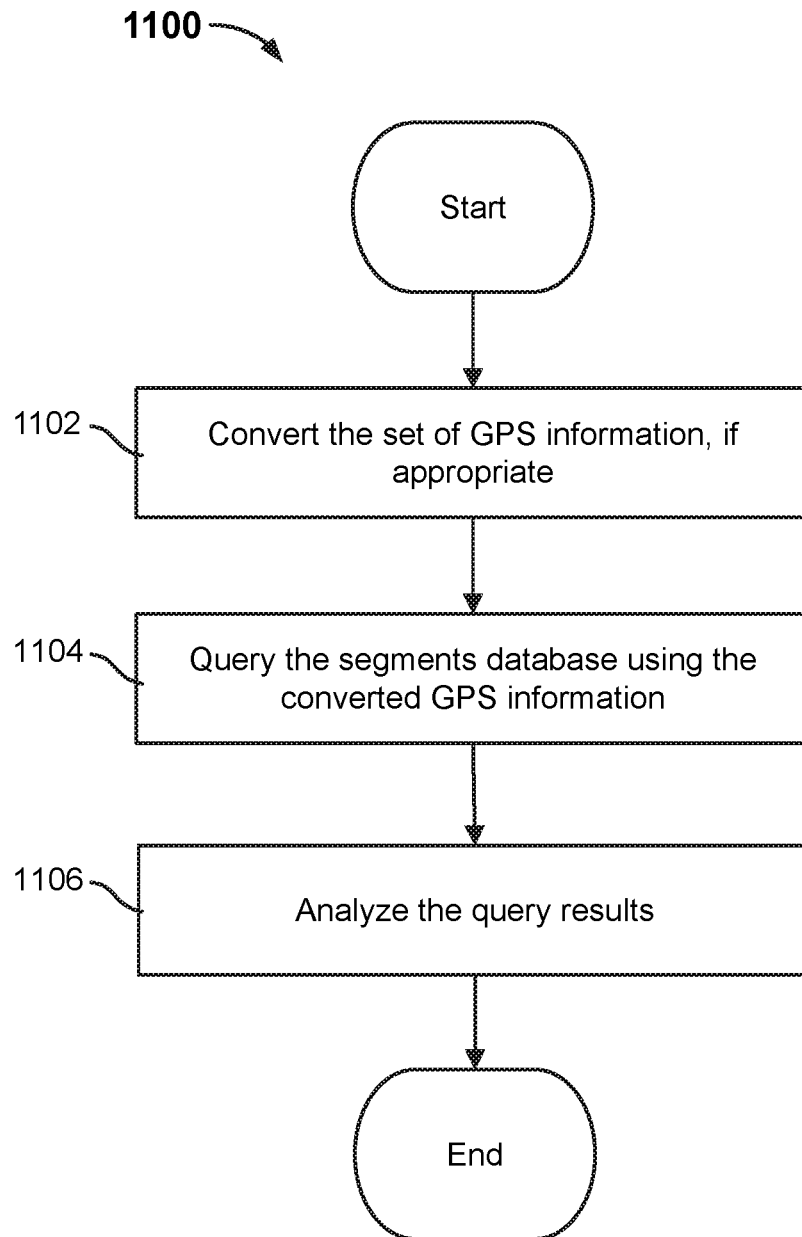 1100
Start
1102
Convert the set of GPS information, if
appropriate
1104
Query the segments database using the
converted GPS information
1106
Analyze the query results
End